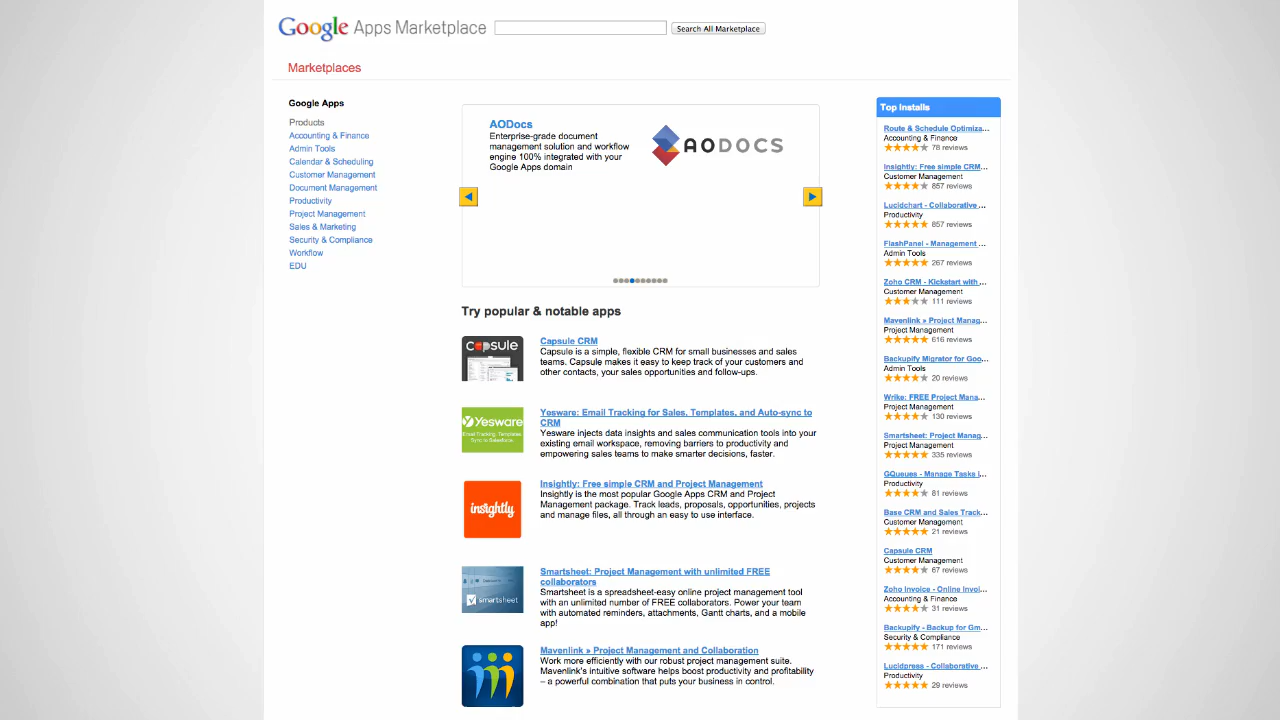 Google Apps Marketplace
Search All Marketplace
Marketplaces
Google Apps
Products
Accounting & Finance
Admin Tools
Calendar & Scheduling
Customer Management
Document Management
Productivity
Project Management
Sales & Marketing
Security & Compliance
Workflow
EDU
AODocs
Enterprise-grade document
management solution and workflow
engine 100% integrated with your
Google Apps domain
AODOCS
Try popular & notable apps
Capsule
Capsule CRM
Capsule is a simple, flexible CRM for small businesses and sales
teams. Capsule makes it easy to keep track of your customers and
other contacts, your sales opportunities and follow-ups.
Yesware
Email Tracking, Templates
Sync to Salesforce
Yesware: Email Tracking for Sales, Templates, and Auto-sync to
CRM
Yesware injects data insights and sales communication tools into your
existing email workspace, removing barriers to productivity and
empowering sales teams to make smarter decisions, faster.
insightly
Insightly: Free simple CRM and Project Management
Insightly is the most popular Google Apps CRM and Project
Management package. Track leads, proposals, opportunities, projects
and manage files, all through an easy to use interface.
smartsheet
Smartsheet: Project Management with unlimited FREE
collaborators
Smartsheet is a spreadsheet-easy online project management tool
with an unlimited number of FREE collaborators. Power your team
with automated reminders, attachments, Gantt charts, and a mobile
app!
Mavenlink » Project Management and Collaboration
Work more efficiently with our robust project management suite.
Mavenlink's intuitive software helps boost productivity and profitability
– a powerful combination that puts your business in control.
Top Installs
Route & Schedule Optimiza...
Accounting & Finance
78 reviews
Insightly: Free simple CRM...
Customer Management
857 reviews
Lucidchart - Collaborative ...
Productivity
857 reviews
FlashPanel - Management ...
Admin Tools
267 reviews
Zoho CRM - Kickstart with ...
Customer Management
111 reviews
Mavenlink » Project Manag...
Project Management
616 reviews
Backupify Migrator for Goo...
Admin Tools
20 reviews
Wrike: FREE Project Mana...
Project Management
130 reviews
Smartsheet: Project Manag...
Project Management
335 reviews
GQueues - Manage Tasks i...
Productivity
81 reviews
Base CRM and Sales Track...
Customer Management
21 reviews
Capsule CRM
Customer Management
67 reviews
Zoho Invoice - Online Invoi...
Accounting & Finance
31 reviews
Backupify - Backup for Gm...
Security & Compliance
171 reviews
Lucidpress - Collaborative ...
Productivity
29 reviews